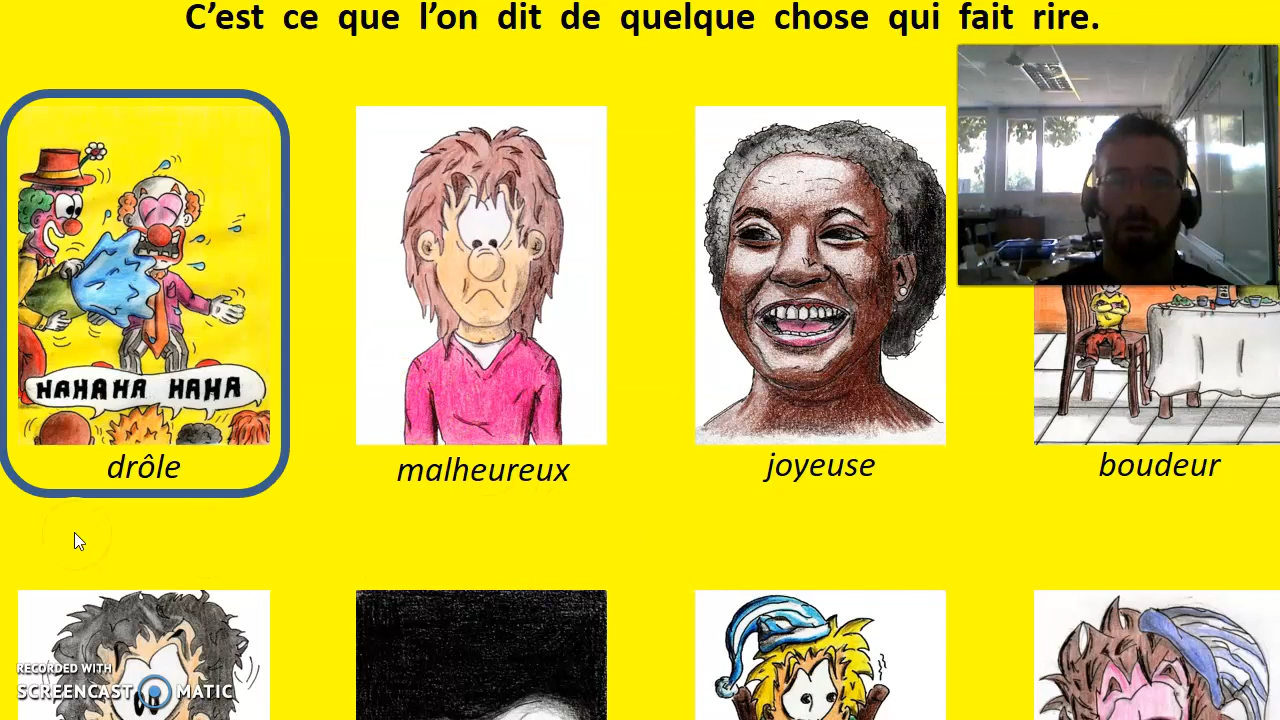 C’est ce que l’on dit de quelque chose qui fait rire.
HAHAHA HAHA
drôle
malheureux
joyeuse
boudeur
RECORDED WITH
SCREENCAST MATIC